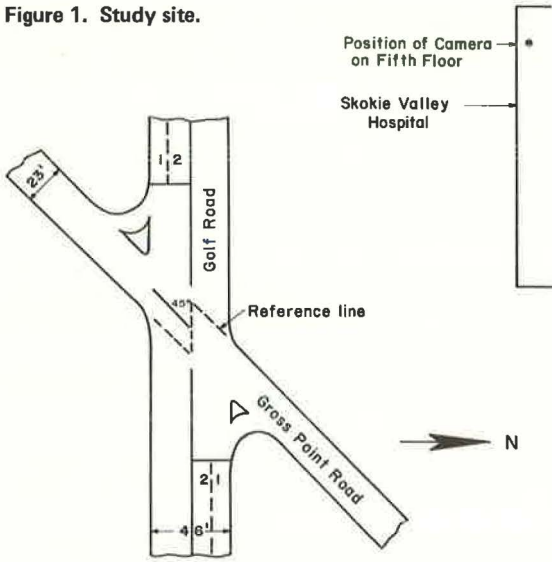 Figure 1. Study site.
Position of Camera
on Fifth Floor
Skokie Valley
Hospital
1 2
23'
Golf Road
45°
Reference line
Gross Point Road
N
2 1
46'